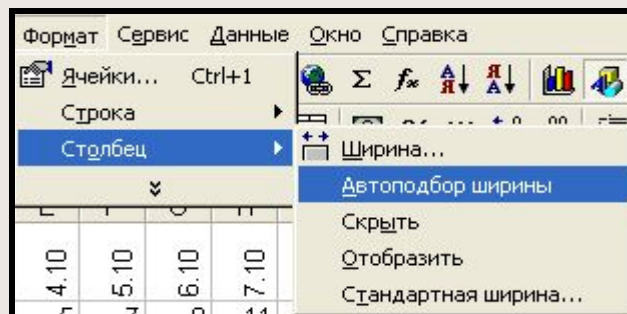 Формат Сервис Данные Окно Справка
Ячейки... Ctrl+1
Строка
Столбец
Ширина...
Автоподбор ширины
Скрыть
Отобразить
Стандартная ширина...
4.10 5.10 6.10 7.10